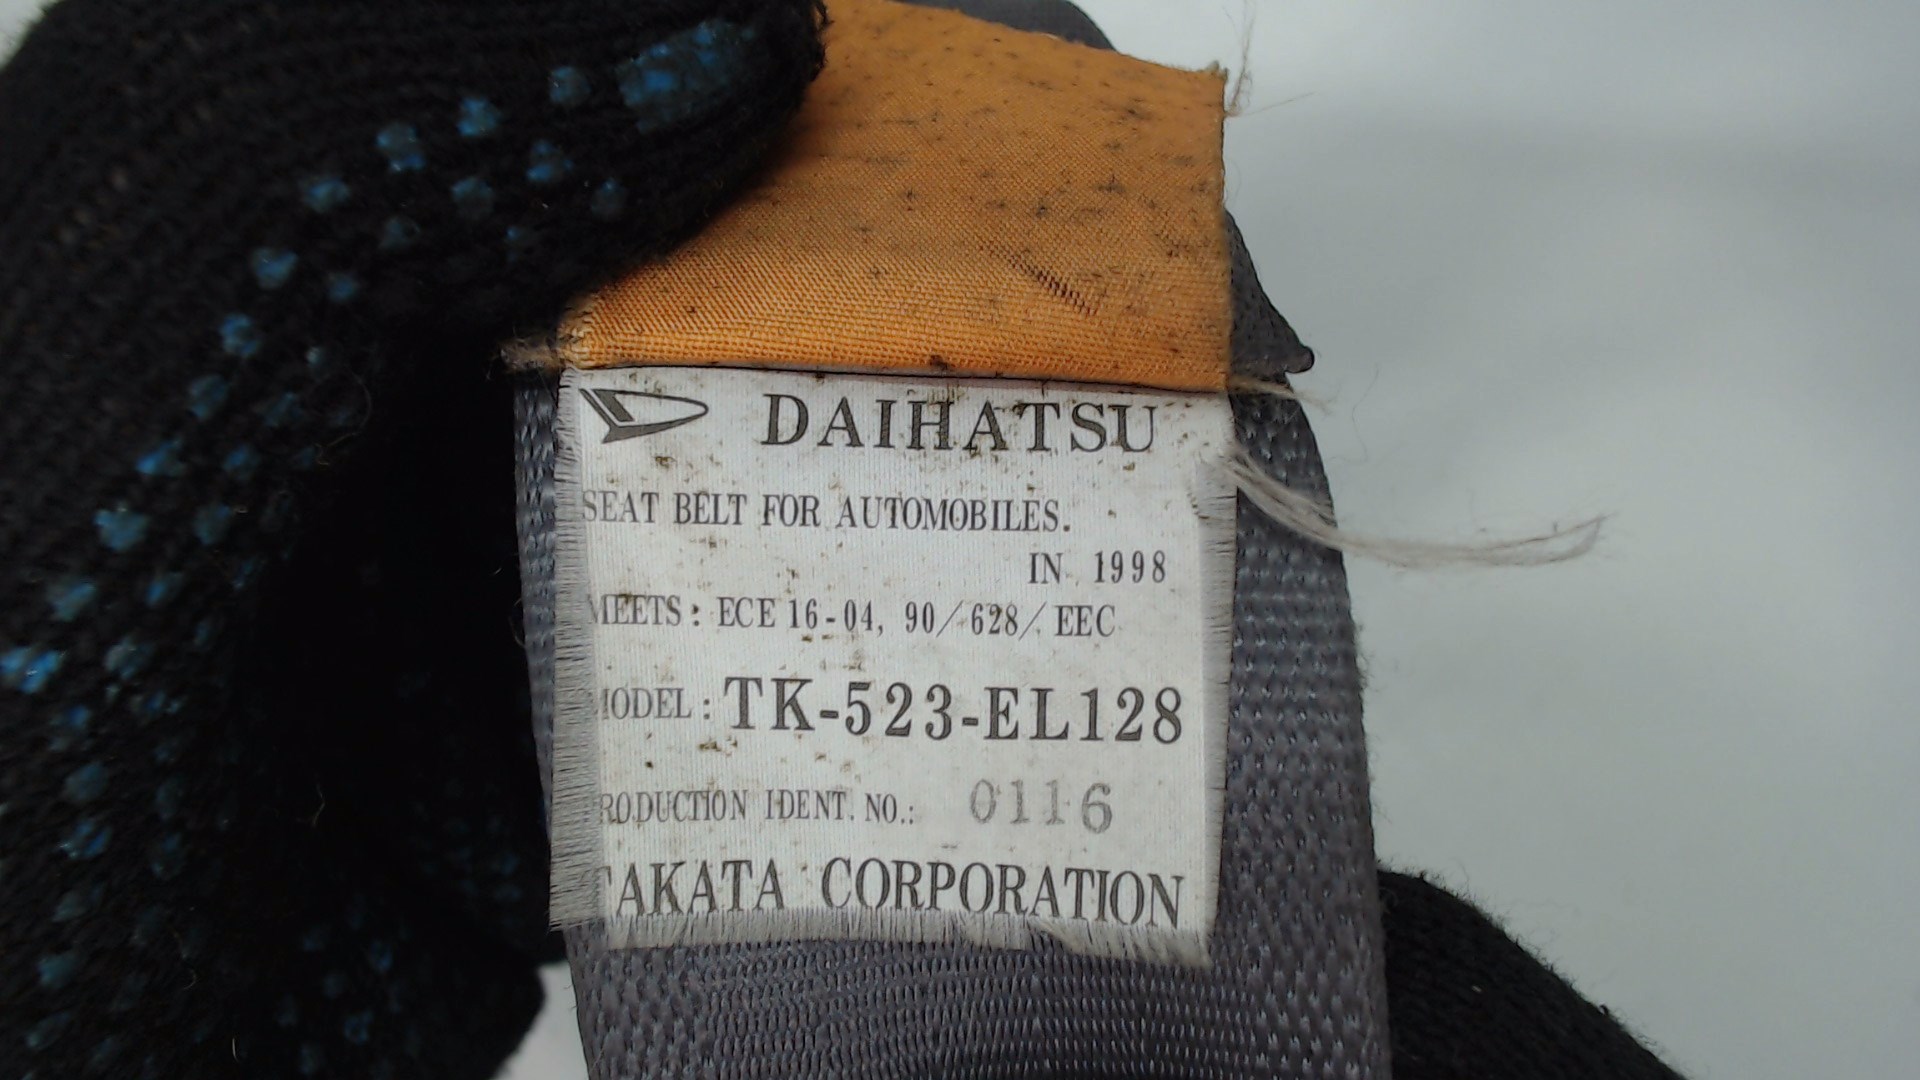 DAIHATSU
SEAT BELT FOR AUTOMOBILES.
IN 1998
MEETS: ECE 16-04, 90/628/EEC
MODEL: TK-523-EL128
PRODUCTION IDENT. NO.: 0116
TAKATA CORPORATION